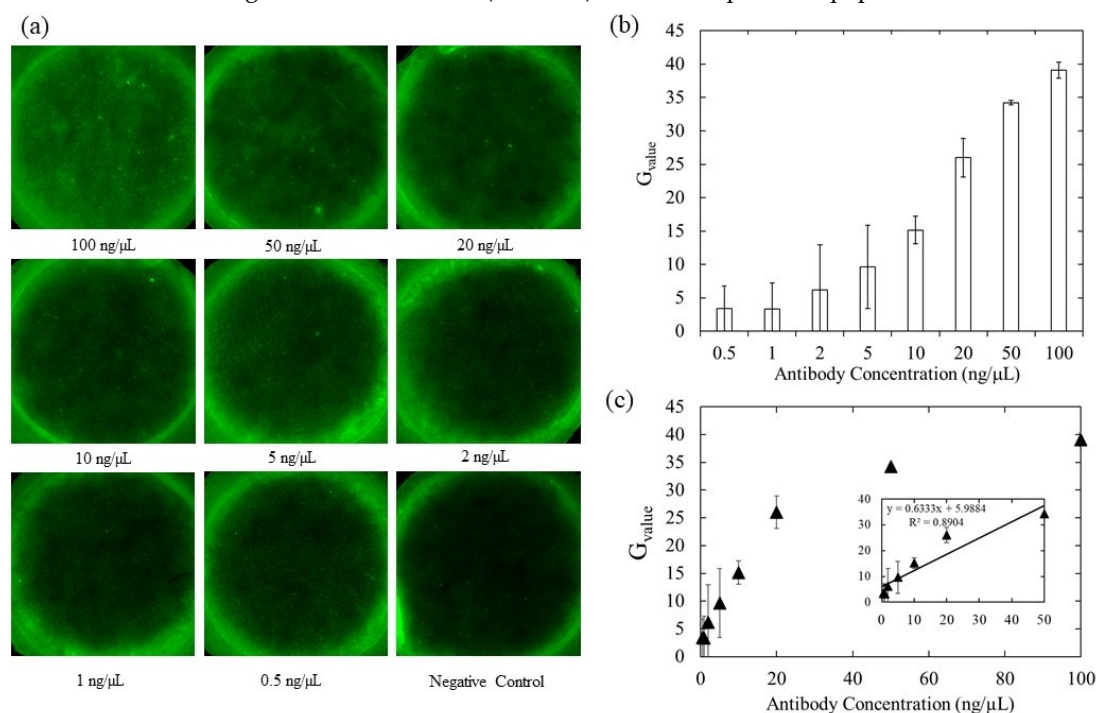 (a)
100 ng/µL
50 ng/µL
20 ng/µL
10 ng/µL
5 ng/µL
2 ng/µL
1 ng/µL
0.5 ng/µL
Negative Control
(b)
45
40
35
30
25
20
15
10
5
0
G value
0.5 1 2 5 10 20 50 100
Antibody Concentration (ng/µL)
(c)
45
40
35
30
25
20
15
10
5
0
G value
0 20 40 60 80 100
Antibody Concentration (ng/µL)
40
30
20
10
0
y = 0.6333x + 5.9884
R² = 0.8904
0 10 20 30 40 50